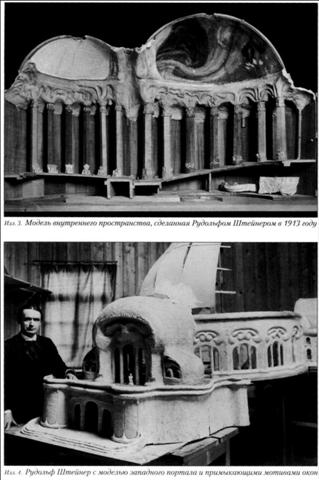 Илл 3. Модель внутреннего пространства, сделанная Рудольфом Штейнером в 1913 году
Илл 4. Рудольф Штейнер с моделью западного портала и примыкающими мотивами окон